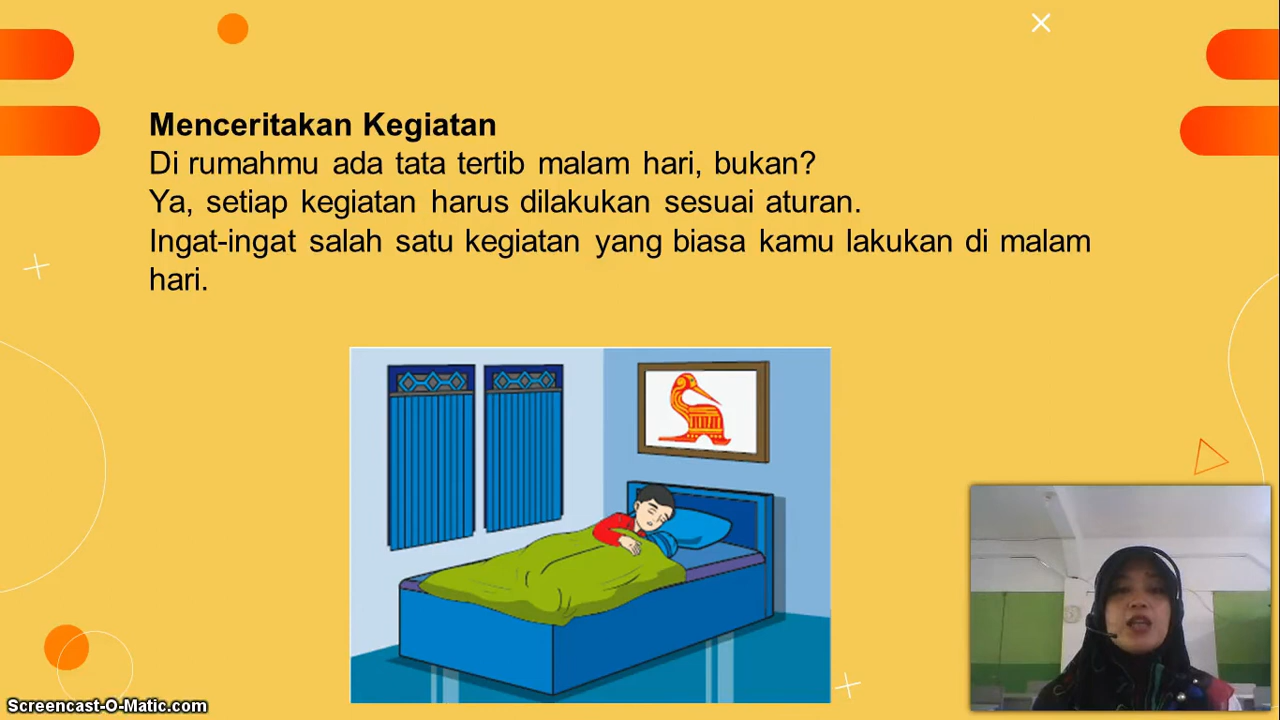 Menceritakan Kegiatan
Di rumahmu ada tata tertib malam hari, bukan?
Ya, setiap kegiatan harus dilakukan sesuai aturan.
Ingat-ingat salah satu kegiatan yang biasa kamu lakukan di malam
hari.
Screencast-O-Matic.com